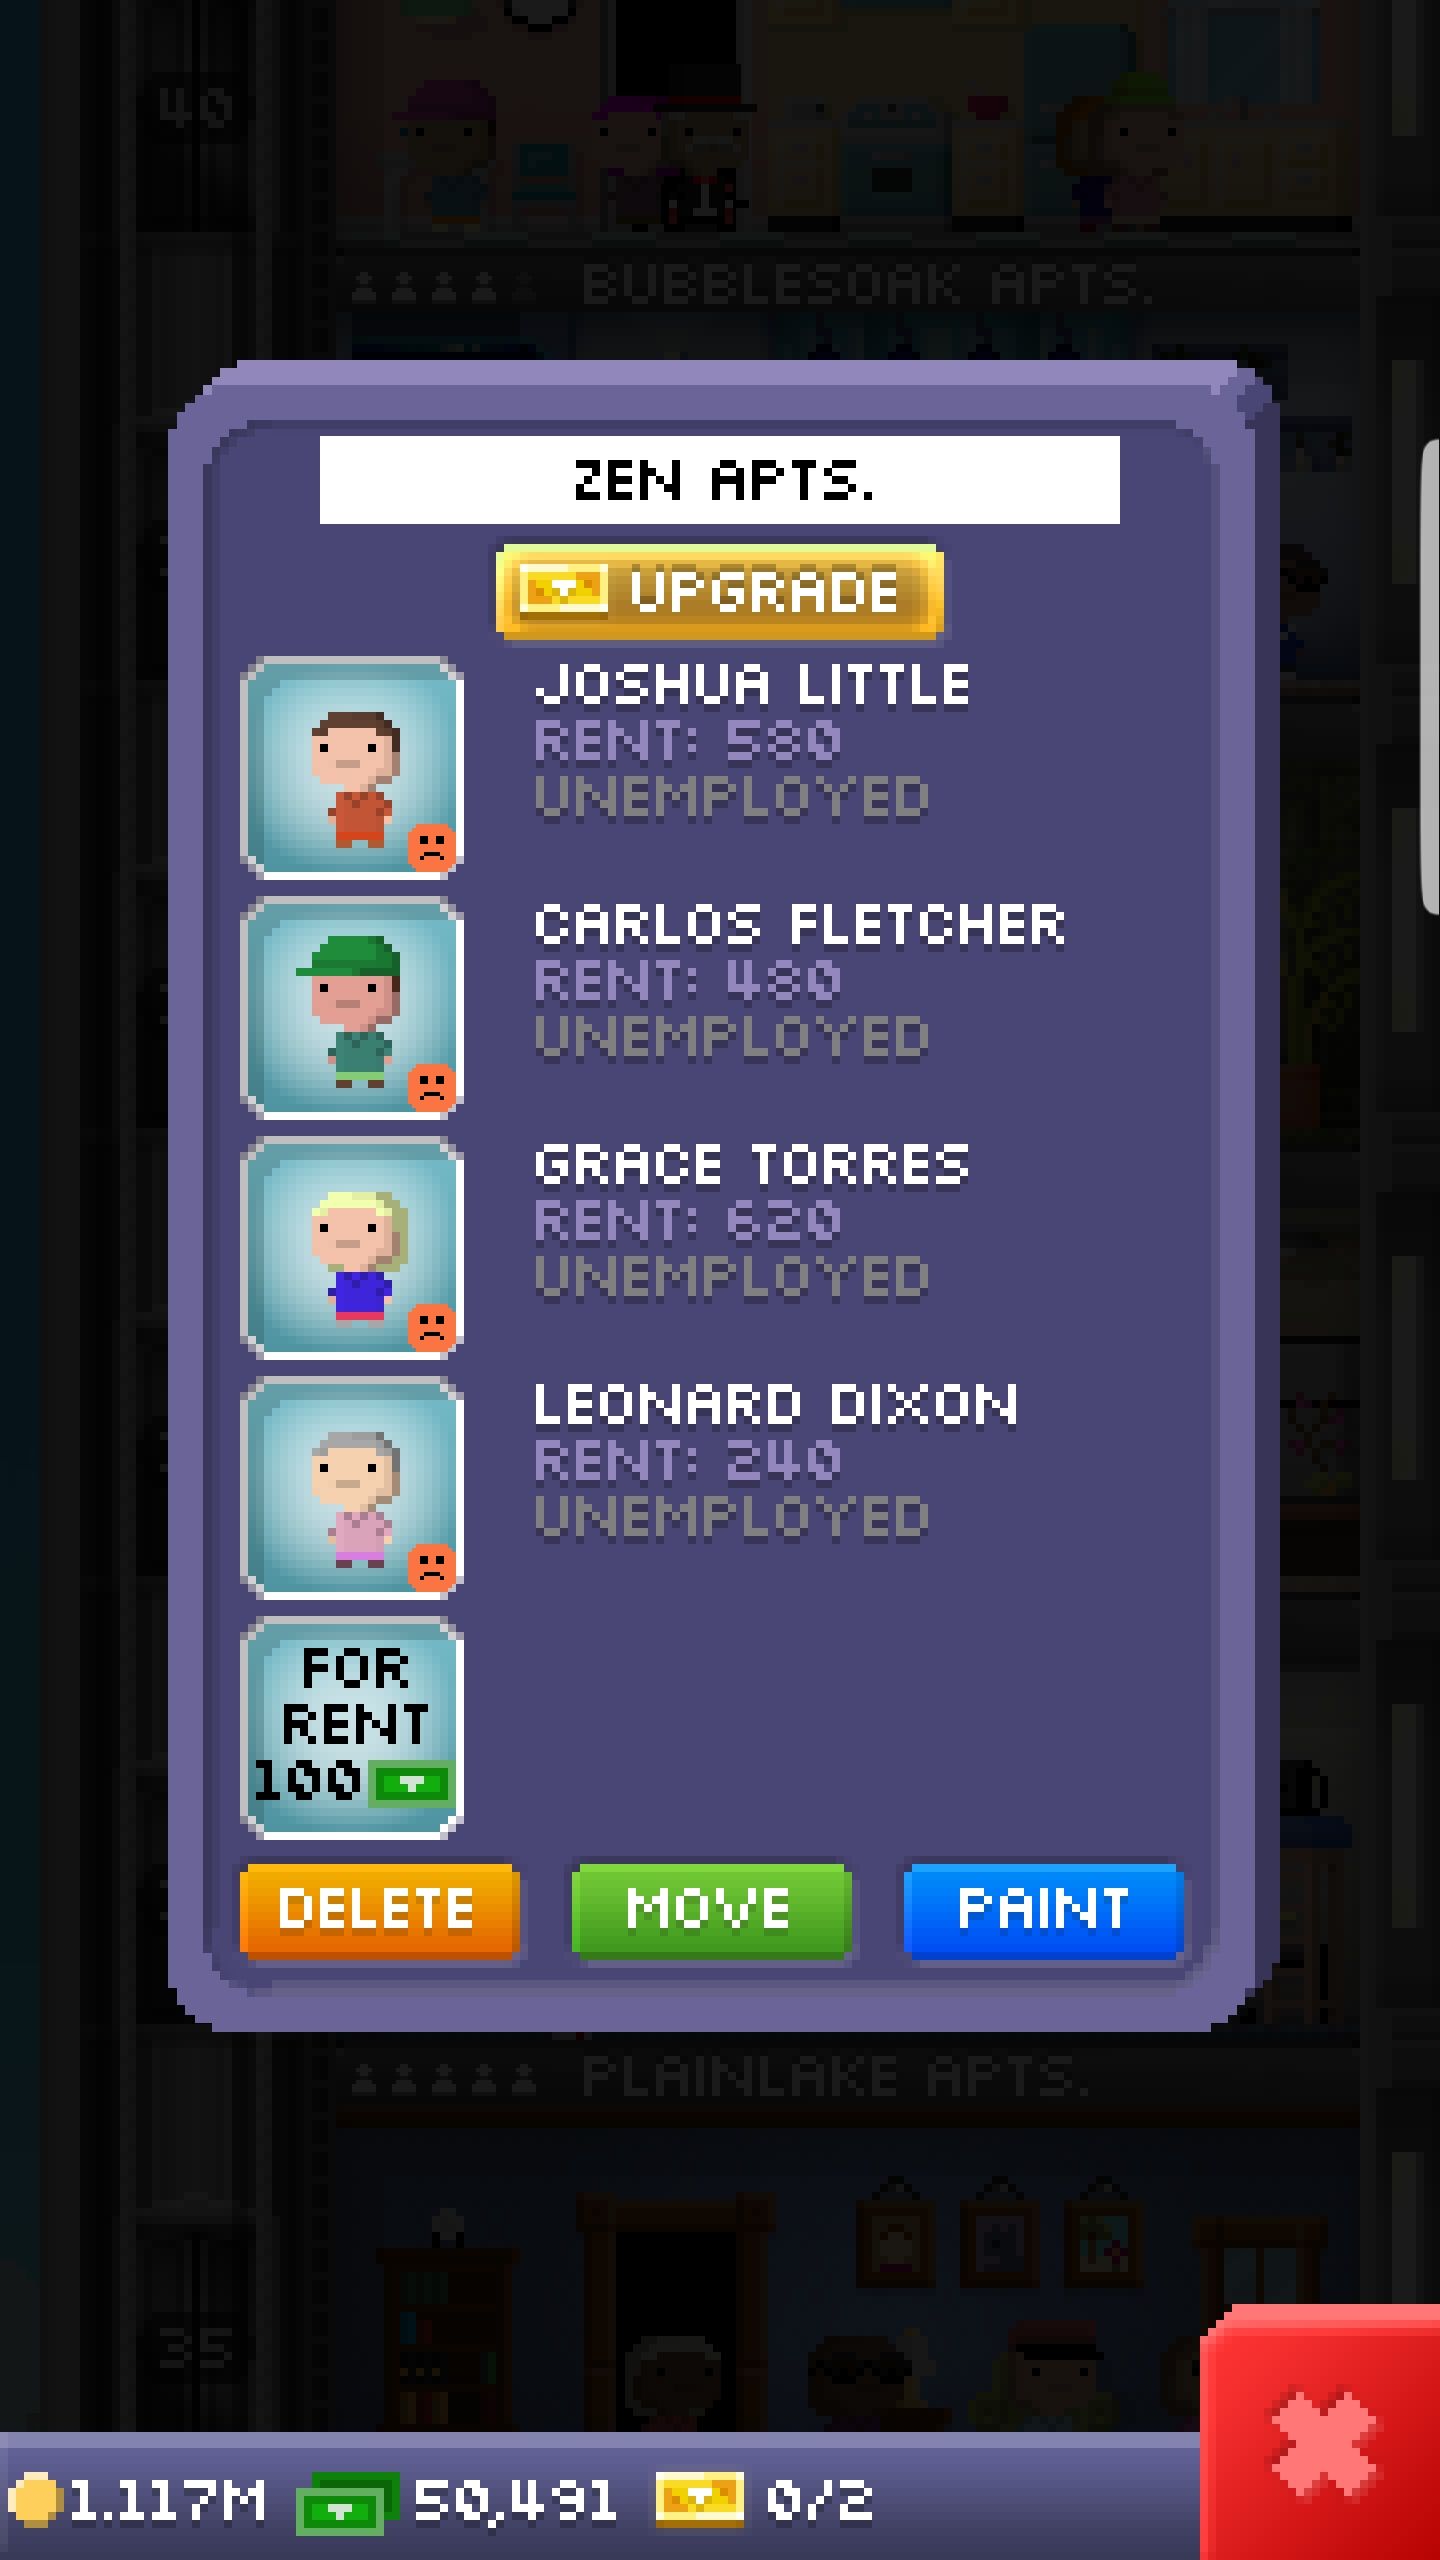 40
BUBBLESOAK APTS.
ZEN APTS.
UPGRADE
JOSHUA LITTLE
RENT: 580
UNEMPLOYED
CARLOS FLETCHER
RENT: 480
UNEMPLOYED
GRACE TORRES
RENT: 620
UNEMPLOYED
LEONARD DIXON
RENT: 240
UNEMPLOYED
FOR
RENT
100
DELETE MOVE PAINT
PLAINLAKE APTS.
35
1.117M 50,491 0/2